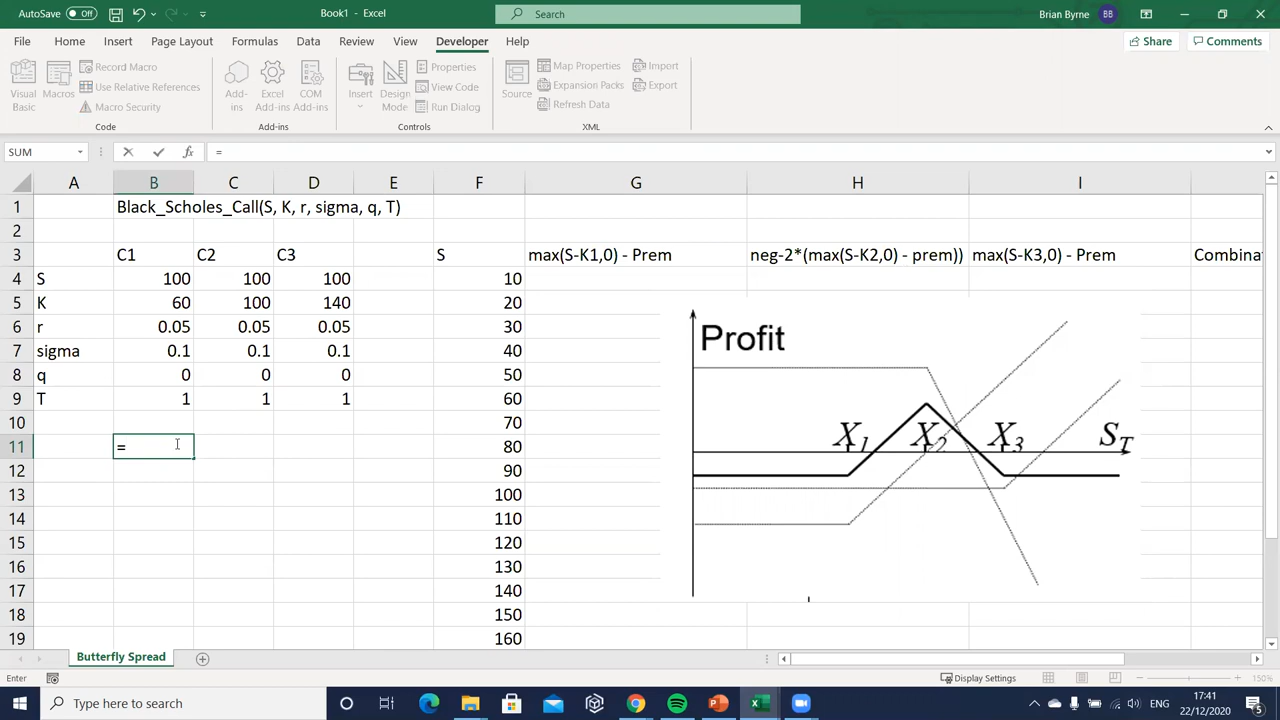 AutoSave Off Book1 - Excel Search Brian Byrne BB
File Home Insert Page Layout Formulas Data Review View Developer Help Share Comments
Visual Basic Macros Record Macro Use Relative References Macro Security Code
Add-ins Excel Add-ins COM Add-ins Add-ins
Insert Design Mode Properties View Code Run Dialog Controls
Source Map Properties Expansion Packs Refresh Data Import Export XML
SUM fx =
A B C D E F G H I
1 Black_Scholes_Call(S, K, r, sigma, q, T)
2
3 C1 C2 C3 S max(S-K1,0) - Prem neg-2*(max(S-K2,0) - prem)) max(S-K3,0) - Prem Combina
4 S 100 100 100 10
5 K 60 100 140 20
6 r 0.05 0.05 0.05 30
7 sigma 0.1 0.1 0.1 40
8 q 0 0 0 50
9 T 1 1 1 60
10 70
11 = 80
12 90
13 100
14 110
15 120
16 130
17 140
18 150
19 160
Profit
X1 X2 X3 ST
Butterfly Spread
Enter Display Settings 150%
Type here to search 17:41
22/12/2020 5